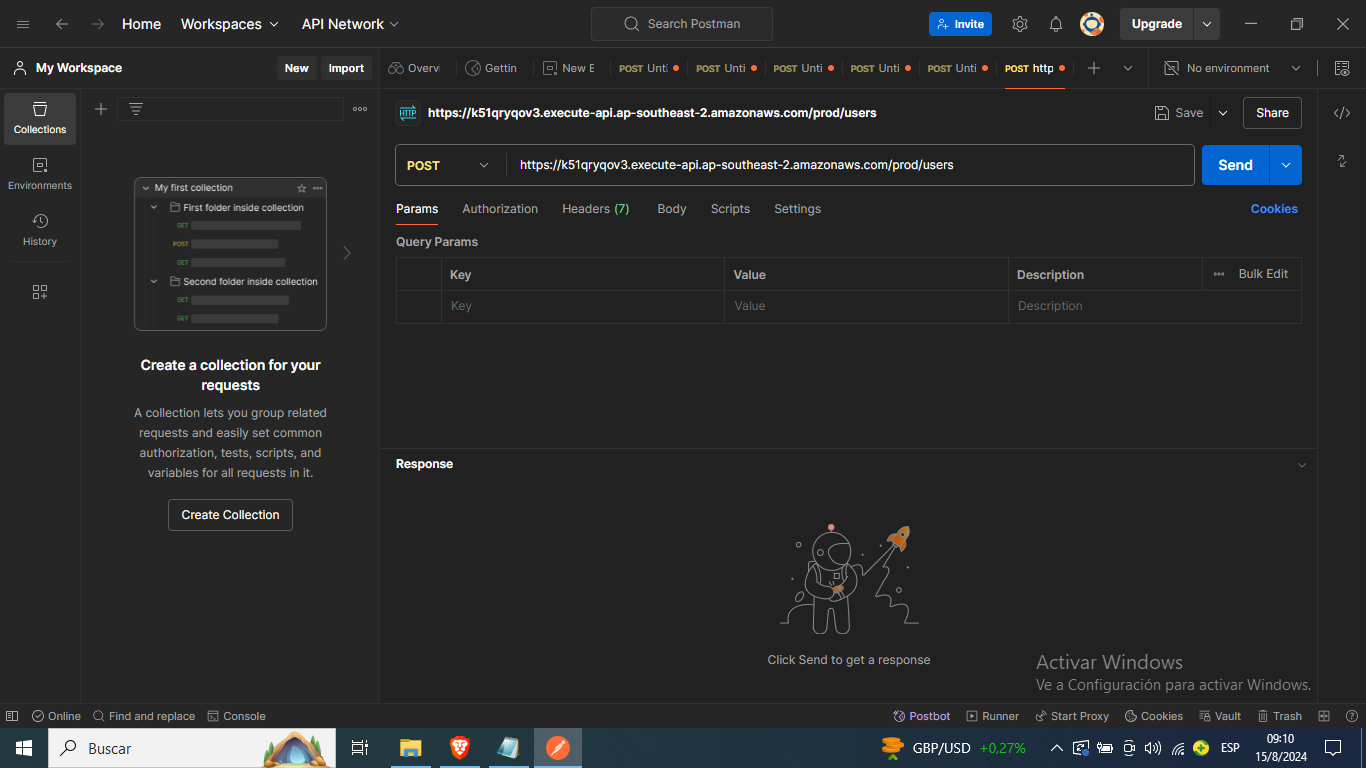 Home Workspaces API Network Search Postman Invite Upgrade
My Workspace New Import Overvi Gettin New E POST Unti POST Unti POST Unti POST Unti POST Unti POST http No environment
Collections
Environments
History
My first collection
First folder inside collection
GET
POST
GET
Second folder inside collection
GET
GET
Create a collection for your
requests
A collection lets you group related
requests and easily set common
authorization, tests, scripts, and
variables for all requests in it.
Create Collection
HTTP https://k51qryqov3.execute-api.ap-southeast-2.amazonaws.com/prod/users Save Share
POST https://k51qryqov3.execute-api.ap-southeast-2.amazonaws.com/prod/users Send
Params Authorization Headers (7) Body Scripts Settings Cookies
Query Params
Key Value Description Bulk Edit
Key Value Description
Response
Click Send to get a response
Activar Windows
Ve a Configuración para activar Windows.
Online Find and replace Console Postbot Runner Start Proxy Cookies Vault Trash
Buscar GBP/USD +0,27% ESP 09:10
15/8/2024